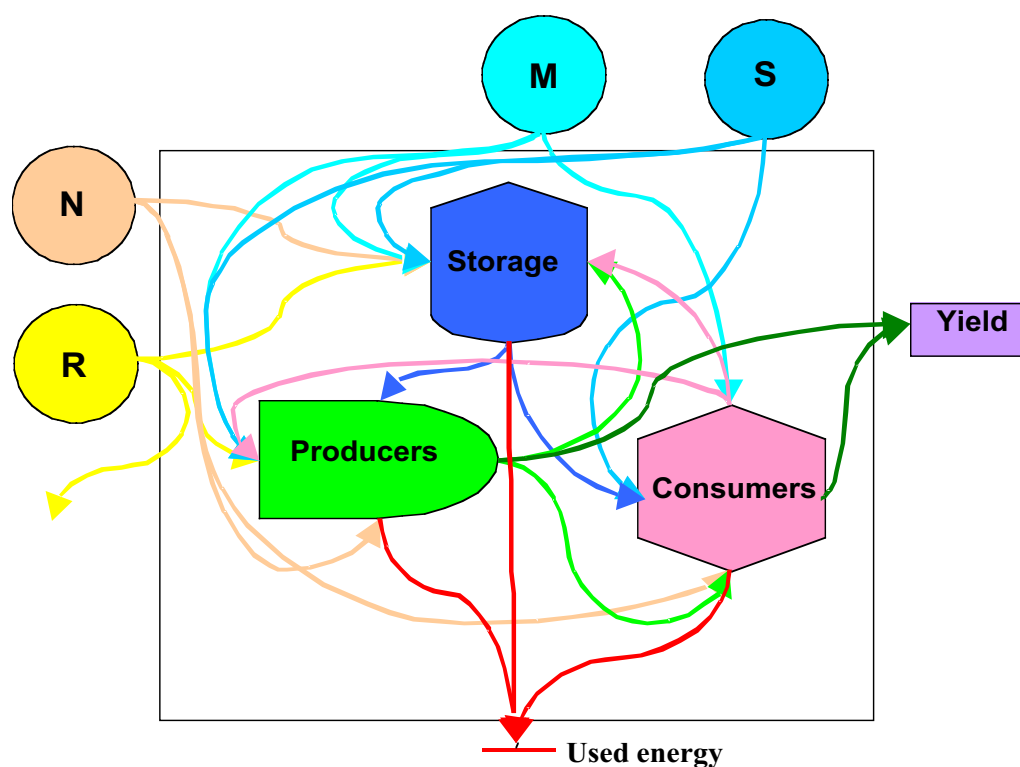 M
S
N
Storage
Yield
R
Producers
Consumers
Used energy